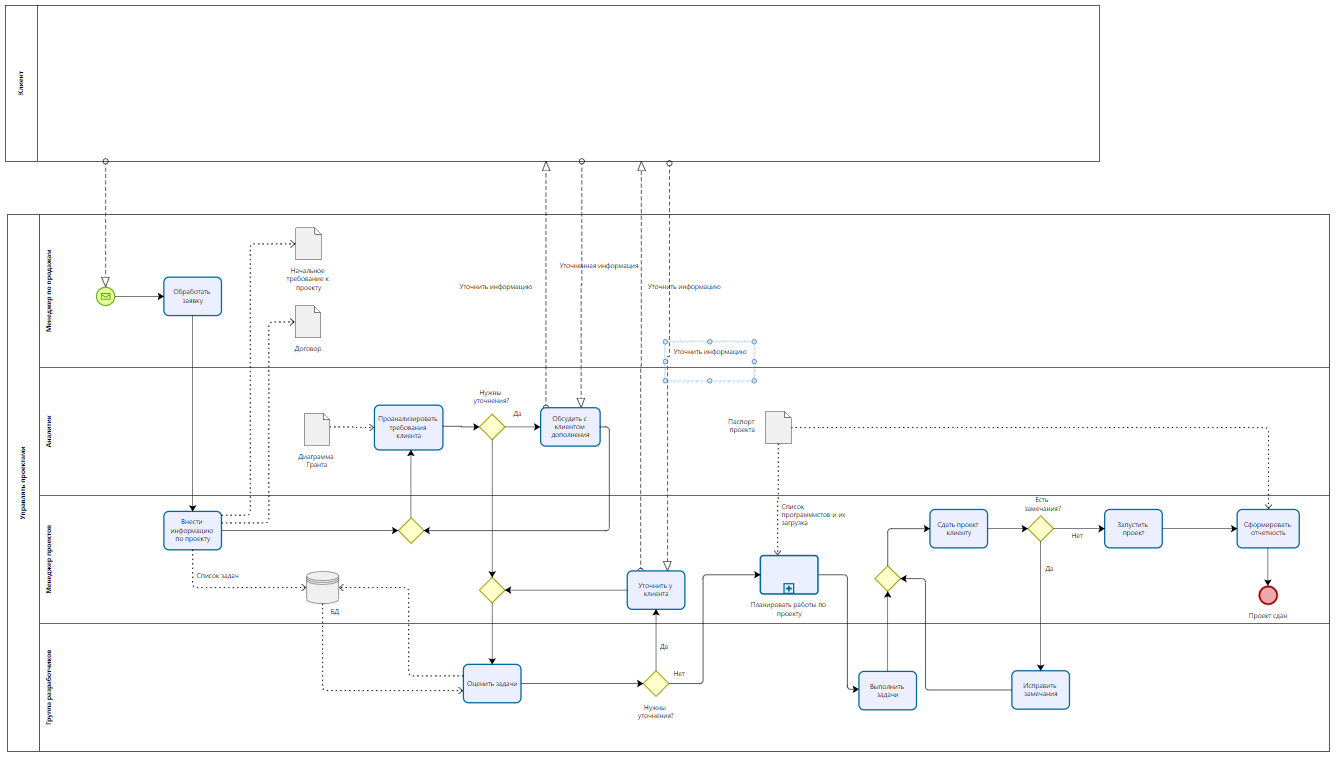 Клиент
Управлять проектами
Менеджер по продажам
Обработать
заявку
Начальное
требование к
проекту
Договор
Уточнить информацию
Уточненная информация
Уточнить информацию
Уточнить информацию
Аналитик
Диаграмма
Гранта
Проанализировать
требования
клиента
Нужны
уточнения?
Да
Обсудить с
клиентом
дополнения
Паспорт
проекта
Менеджер проектов
Внести
информацию
по проекту
Список задач
БД
Уточнить у
клиента
Список
программистов и их
загрузка
Планировать работы по
проекту
Сдать проект
клиенту
Есть
замечания?
Нет
Да
Запустить
проект
Сформировать
отчетность
Проект сдан
Группа разработчиков
Оценить задачи
Да
Нет
Нужны
уточнения?
Выполнить
задачи
Исправить
замечания